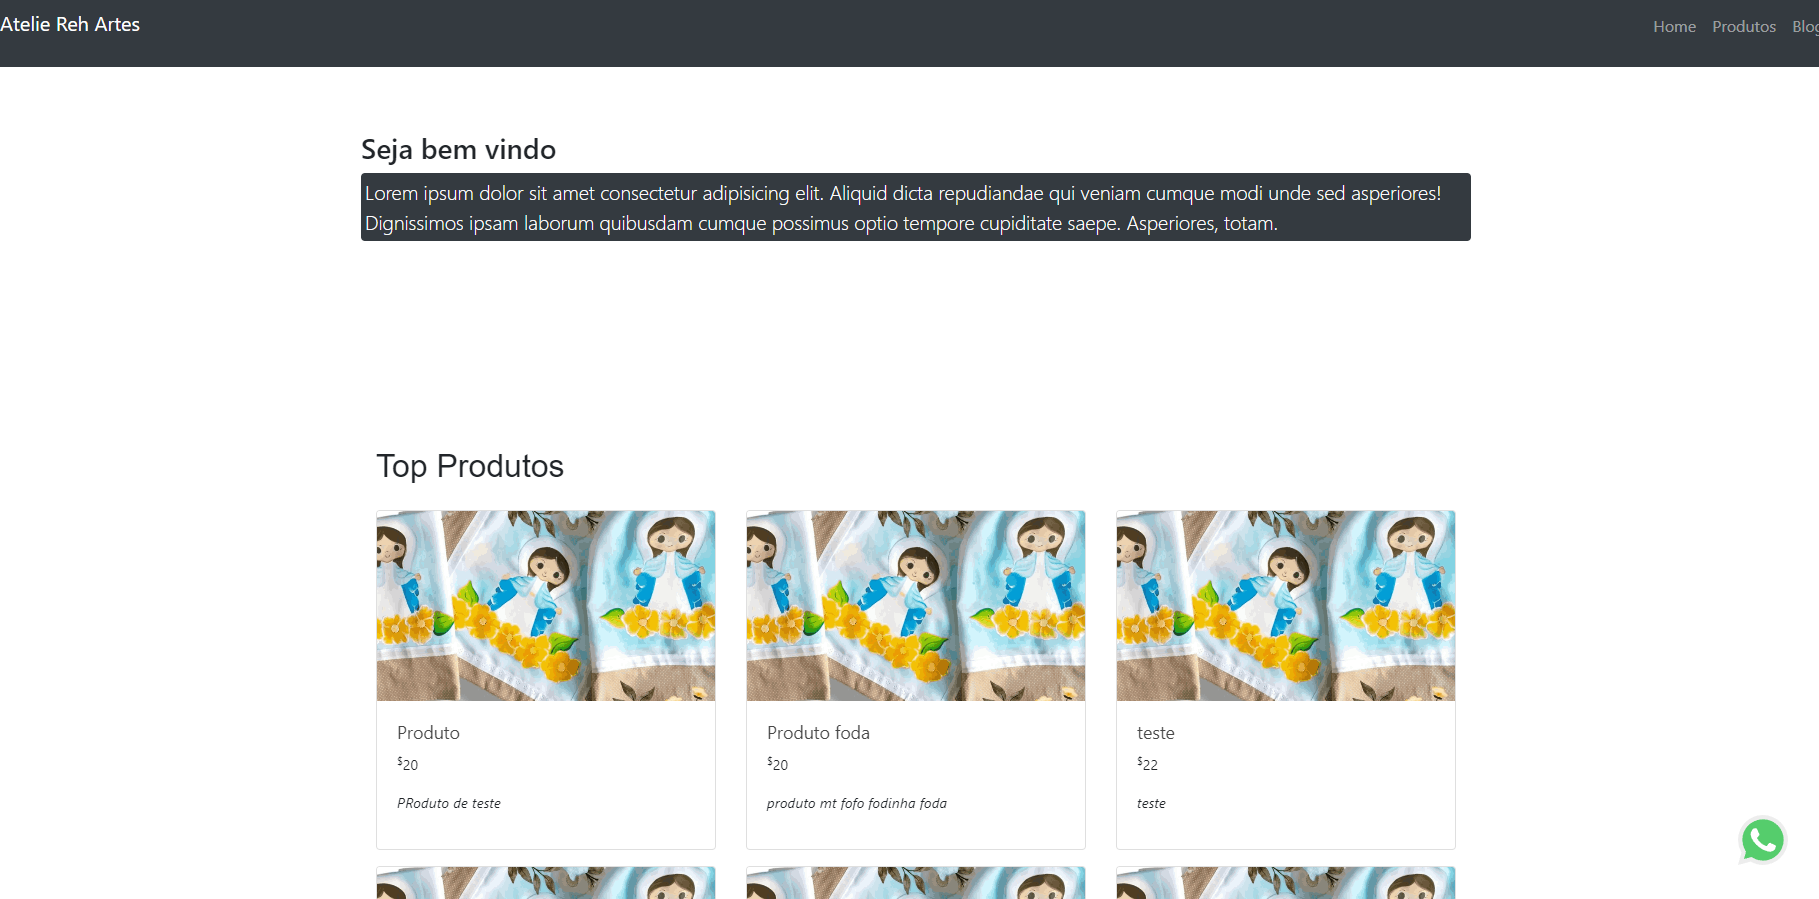 Atelie Reh Artes
Home Produtos Blog
Seja bem vindo
Lorem ipsum dolor sit amet consectetur adipisicing elit. Aliquid dicta repudiandae qui veniam cumque modi unde sed asperiores!
Dignissimos ipsam laborum quibusdam cumque possimus optio tempore cupiditate saepe. Asperiores, totam.
Top Produtos
Produto
$20
PRoduto de teste
Produto foda
$20
produto mt fofo fodinha foda
teste
$22
teste